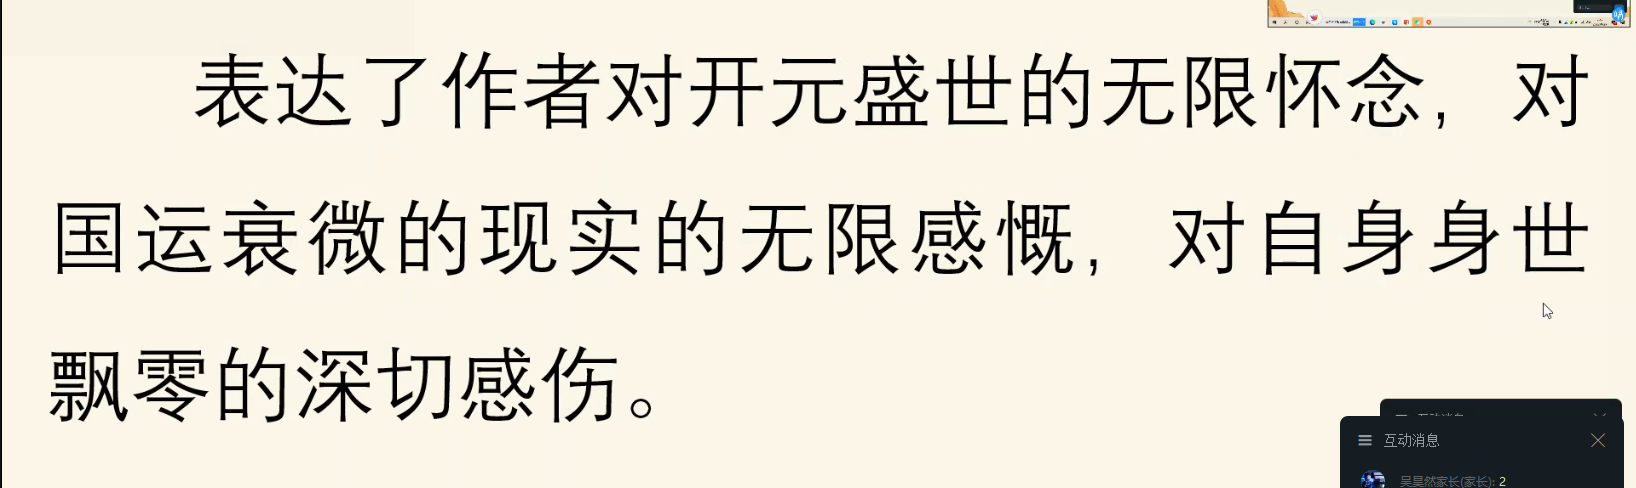 表达了作者对开元盛世的无限怀念，对
国运衰微的现实的无限感慨，对自身身世
飘零的深切感伤。
互动消息
吴昊然家长(家长): 2